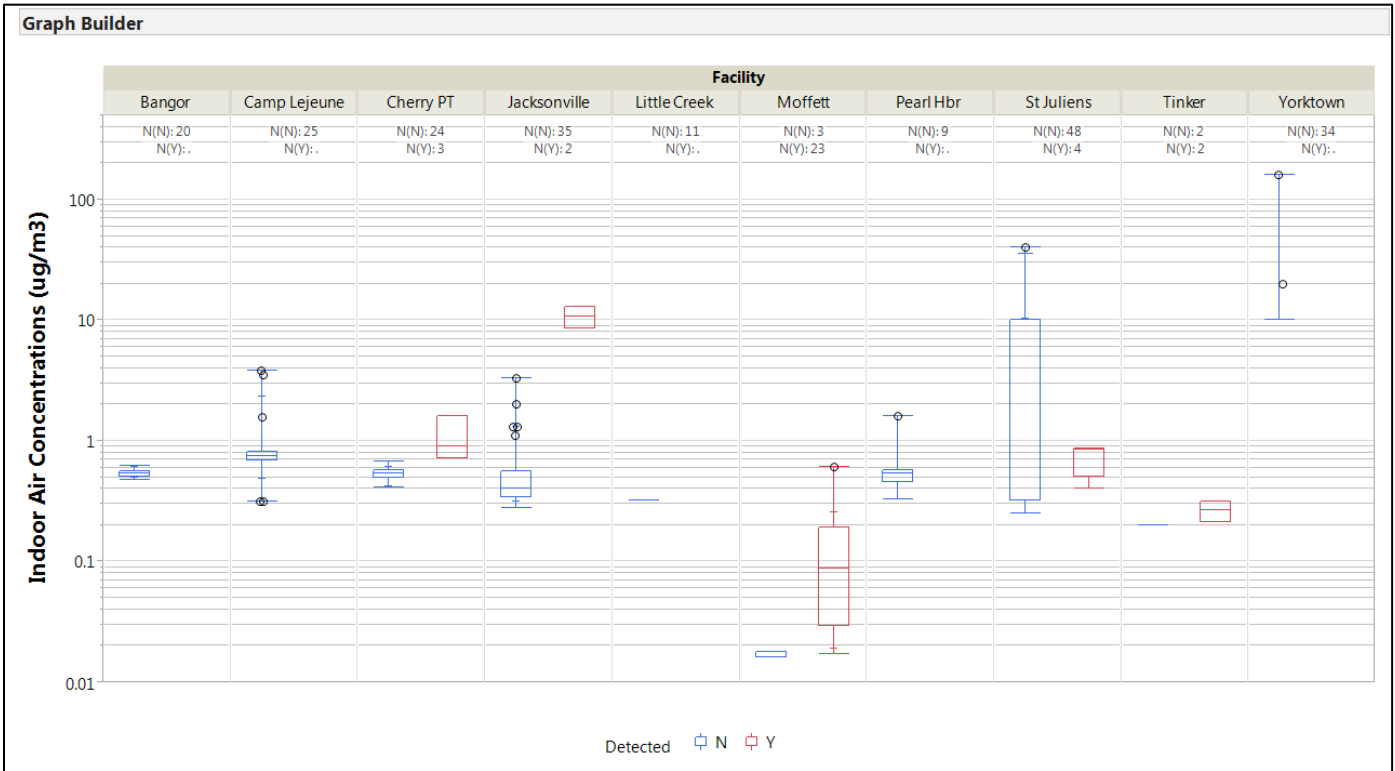 Graph Builder
Facility
Bangor Camp Lejeune Cherry PT Jacksonville Little Creek Moffett Pearl Hbr St Juliens Tinker Yorktown
N(N): 20 N(N): 25 N(N): 24 N(N): 35 N(N): 11 N(N): 3 N(N): 9 N(N): 48 N(N): 2 N(N): 34
N(Y): . N(Y): . N(Y): 3 N(Y): 2 N(Y): . N(Y): 23 N(Y): . N(Y): 4 N(Y): 2 N(Y): .
Indoor Air Concentrations (ug/m3)
100
10
1
0.1
0.01
Detected N Y